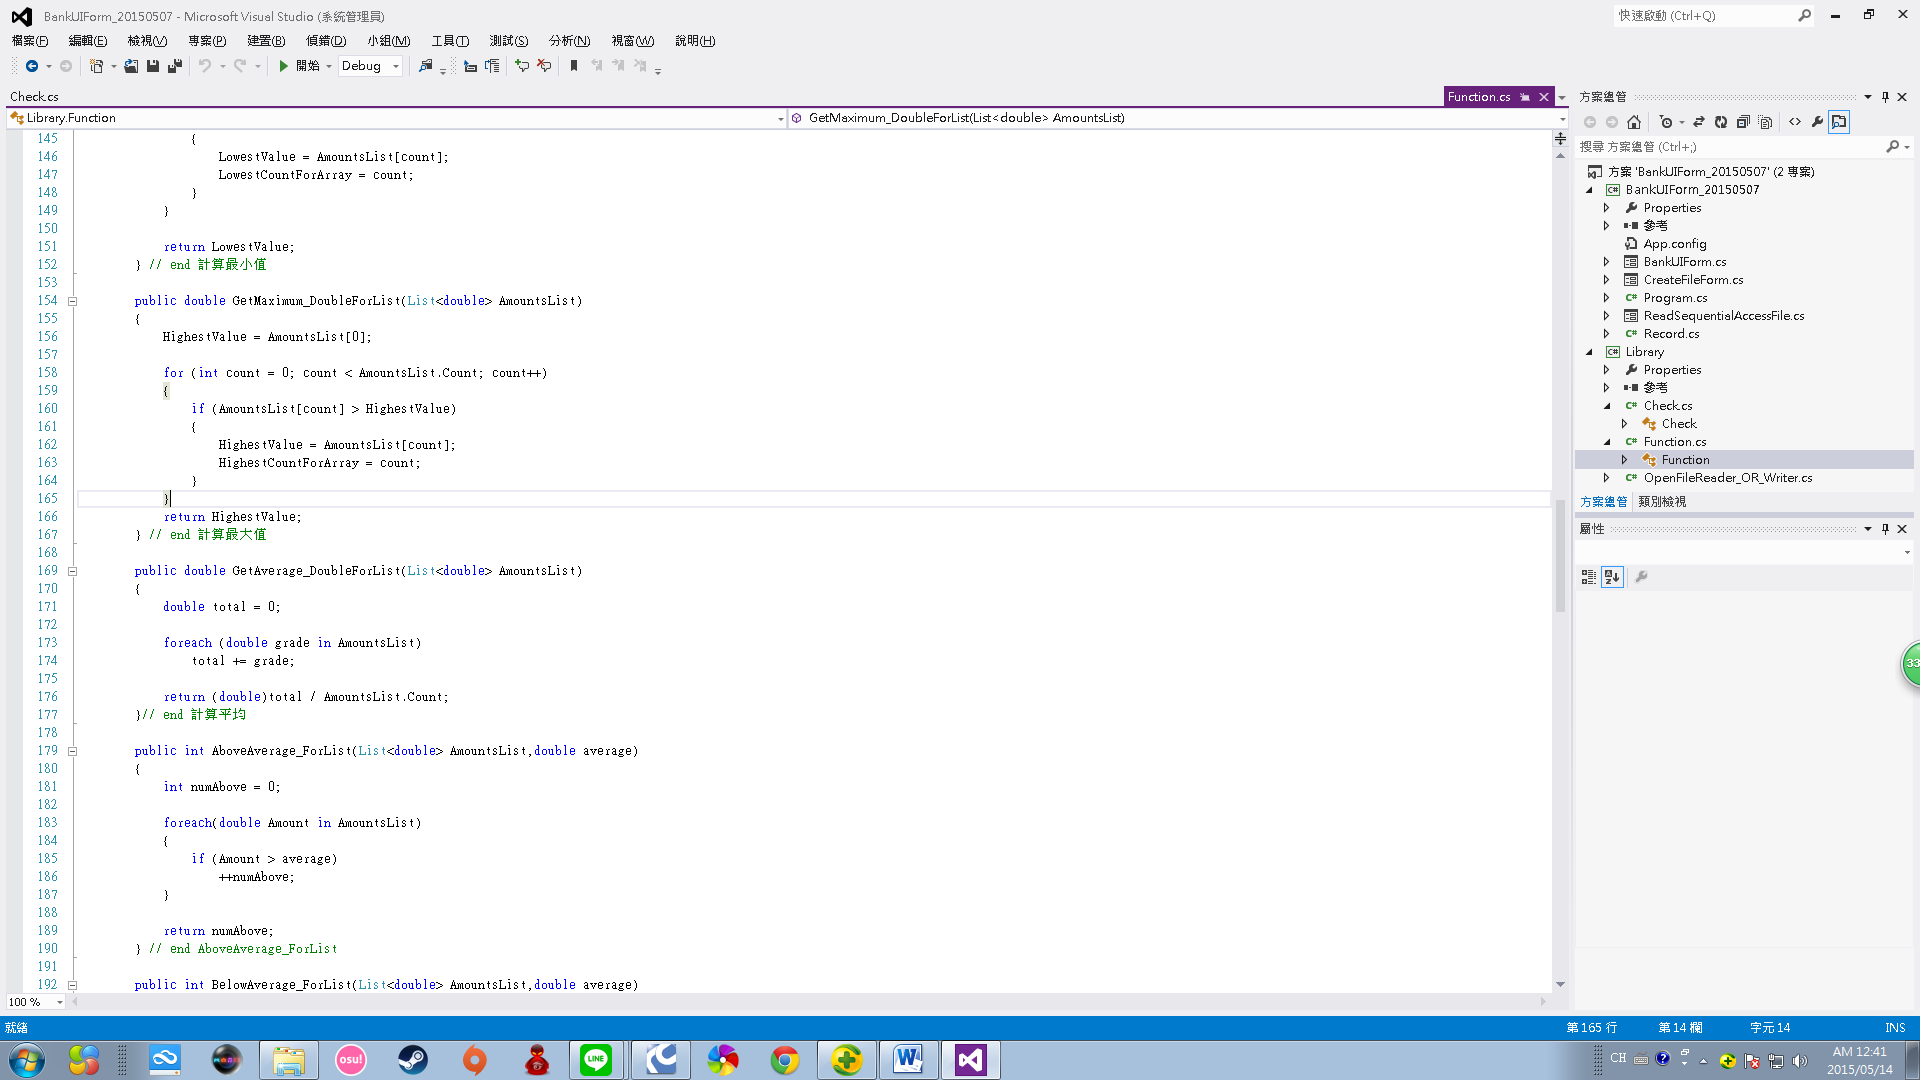 BankUIForm_20150507 - Microsoft Visual Studio (系統管理員)
快速啟動 (Ctrl+Q)
檔案(F) 編輯(E) 檢視(V) 專案(P) 建置(B) 偵錯(D) 小組(M) 工具(T) 測試(S) 分析(N) 視窗(W) 說明(H)
開始 Debug
Check.cs
Function.cs
Library.Function
GetMaximum_DoubleForList(List<double> AmountsList)
145 {
146 LowestValue = AmountsList[count];
147 LowestCountForArray = count;
148 }
149 }
150
151 return LowestValue;
152 } // end 計算最小值
153
154 public double GetMaximum_DoubleForList(List<double> AmountsList)
155 {
156 HighestValue = AmountsList[0];
157
158 for (int count = 0; count < AmountsList.Count; count++)
159 {
160 if (AmountsList[count] > HighestValue)
161 {
162 HighestValue = AmountsList[count];
163 HighestCountForArray = count;
164 }
165 }
166 return HighestValue;
167 } // end 計算最大值
168
169 public double GetAverage_DoubleForList(List<double> AmountsList)
170 {
171 double total = 0;
172
173 foreach (double grade in AmountsList)
174 total += grade;
175
176 return (double)total / AmountsList.Count;
177 }// end 計算平均
178
179 public int AboveAverage_ForList(List<double> AmountsList,double average)
180 {
181 int numAbove = 0;
182
183 foreach(double Amount in AmountsList)
184 {
185 if (Amount > average)
186 ++numAbove;
187 }
188
189 return numAbove;
190 } // end AboveAverage_ForList
191
192 public int BelowAverage_ForList(List<double> AmountsList,double average)
100 %
方案總管
搜尋 方案總管 (Ctrl+;)
方案 'BankUIForm_20150507' (2 專案)
BankUIForm_20150507
Properties
參考
App.config
BankUIForm.cs
CreateFileForm.cs
Program.cs
ReadSequentialAccessFile.cs
Record.cs
Library
Properties
參考
Check.cs
Check
Function.cs
Function
OpenFileReader_OR_Writer.cs
方案總管 類別檢視
屬性
33
就緒 第 165 行 第 14 欄 字元 14 INS
osu!
LINE
CH
AM 12:41
2015/05/14